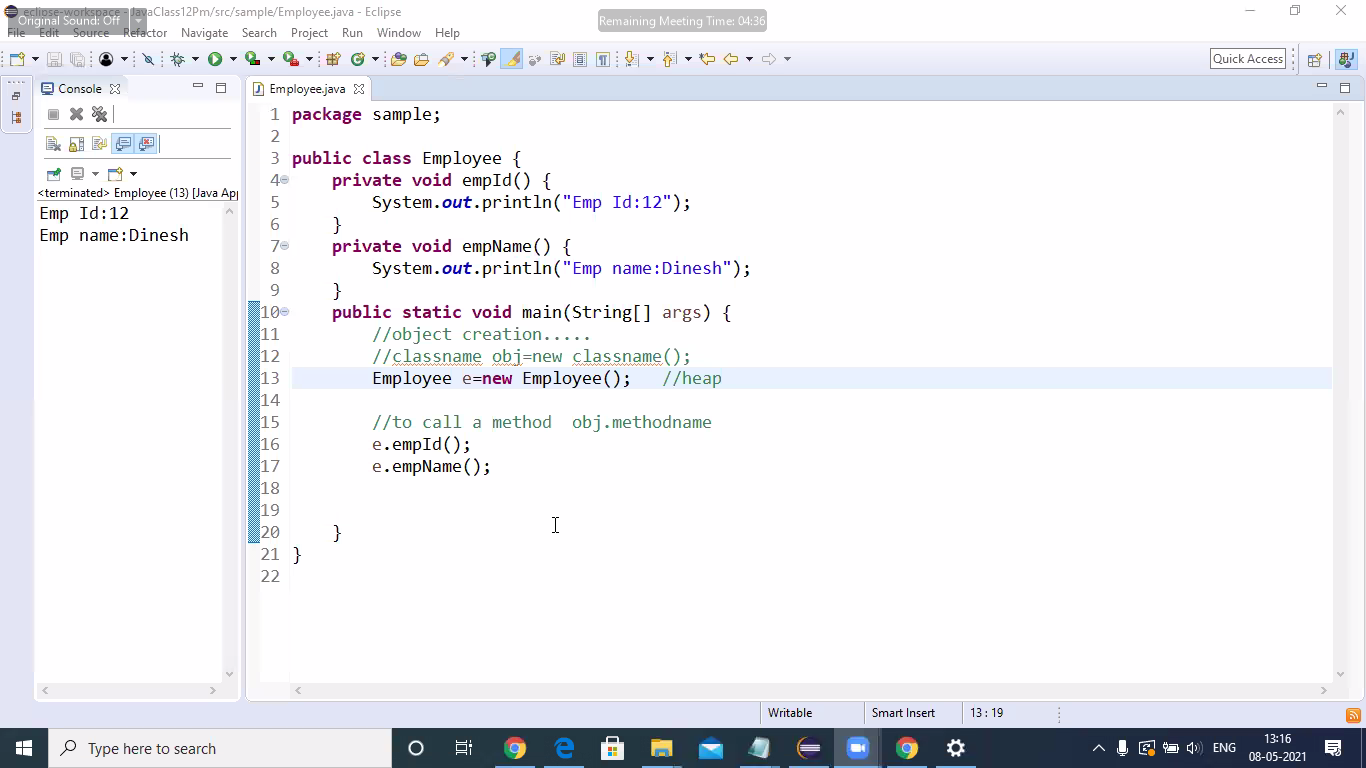 eclipse-workspace - JavaClass12Pm/src/sample/Employee.java - Eclipse
Original Sound: Off
Remaining Meeting Time: 04:36
File Edit Source Refactor Navigate Search Project Run Window Help
Quick Access
Console
<terminated> Employee (13) [Java App
Emp Id:12
Emp name:Dinesh
Employee.java
1 package sample;
2
3 public class Employee {
4     private void empId() {
5         System.out.println("Emp Id:12");
6     }
7     private void empName() {
8         System.out.println("Emp name:Dinesh");
9     }
10     public static void main(String[] args) {
11         //object creation.....
12         //classname obj=new classname();
13         Employee e=new Employee();   //heap
14
15         //to call a method  obj.methodname
16         e.empId();
17         e.empName();
18
19
20     }
21 }
22
Writable Smart Insert 13 : 19
Type here to search
ENG
13:16
08-05-2021